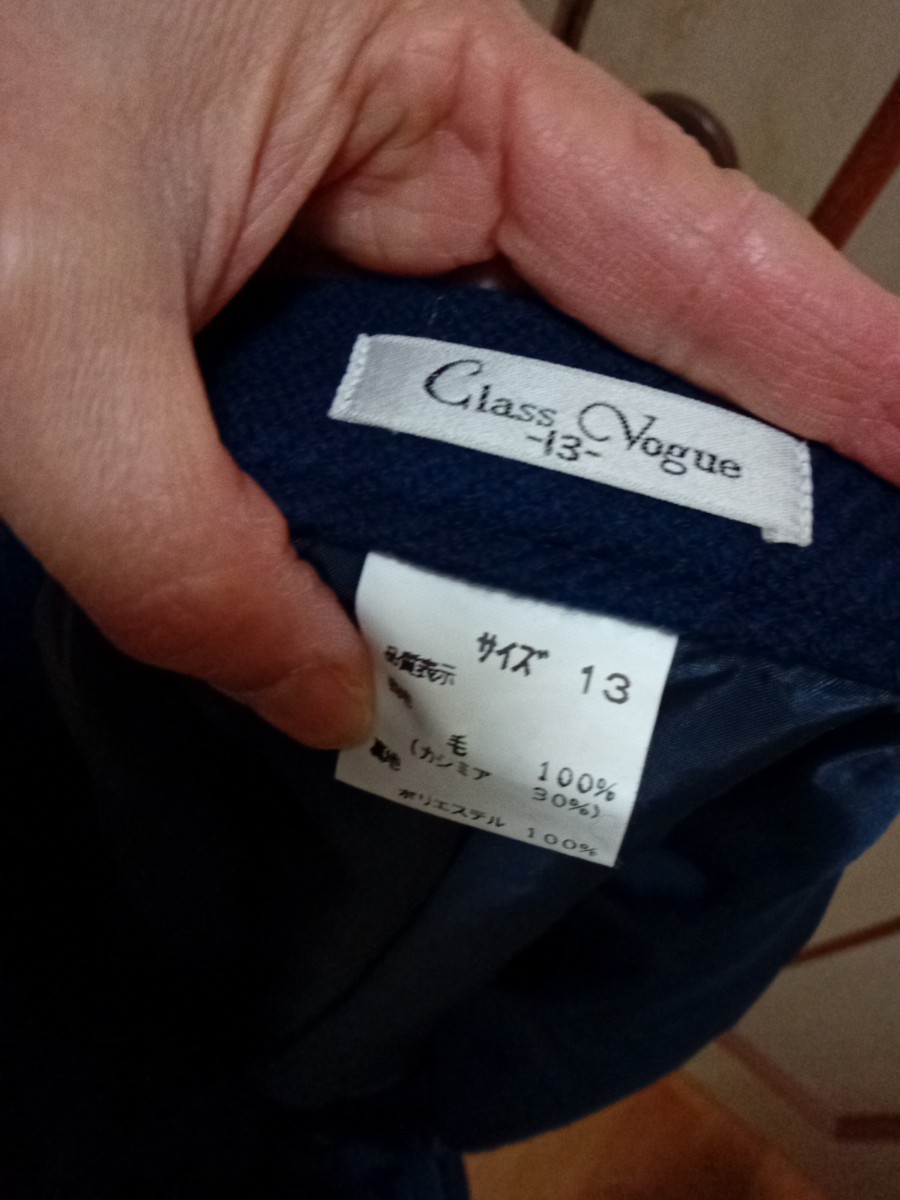 Class Vogue
-13-
サイズ 13
品質表示
表地
毛 100%
(カシミア 30%)
裏地
ポリエステル 100%